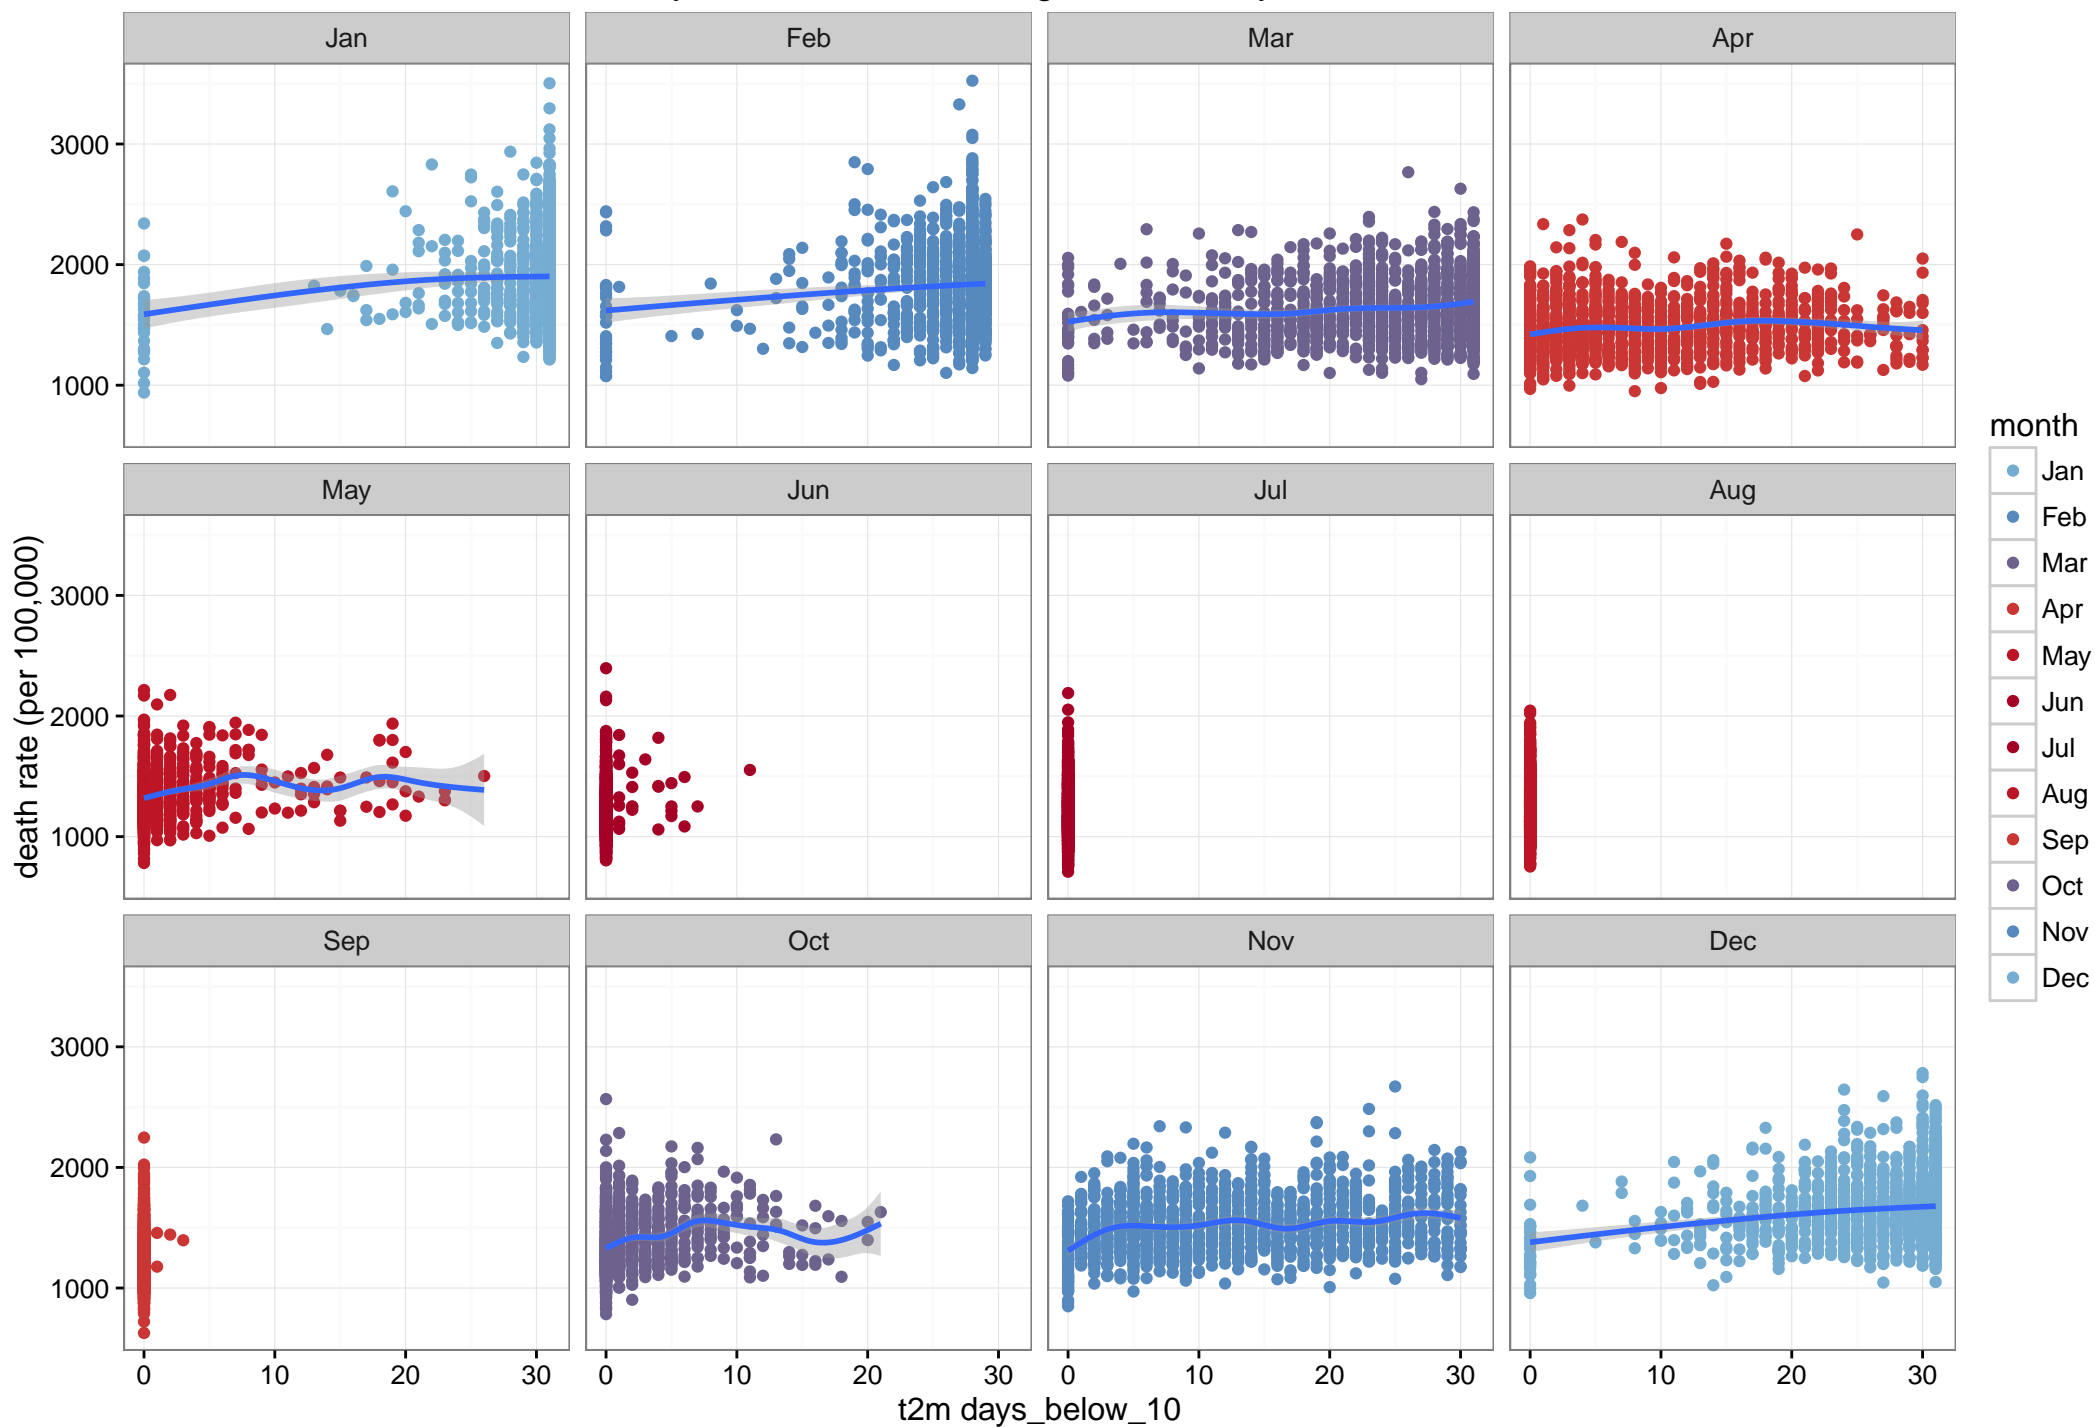 Jan Feb Mar Apr
3000
2000
1000
May Jun Jul Aug
3000
2000
1000
Sep Oct Nov Dec
3000
2000
1000
0 10 20 30 0 10 20 30 0 10 20 30 0 10 20 30
t2m days_below_10
death rate (per 100,000)
month
Jan
Feb
Mar
Apr
May
Jun
Jul
Aug
Sep
Oct
Nov
Dec